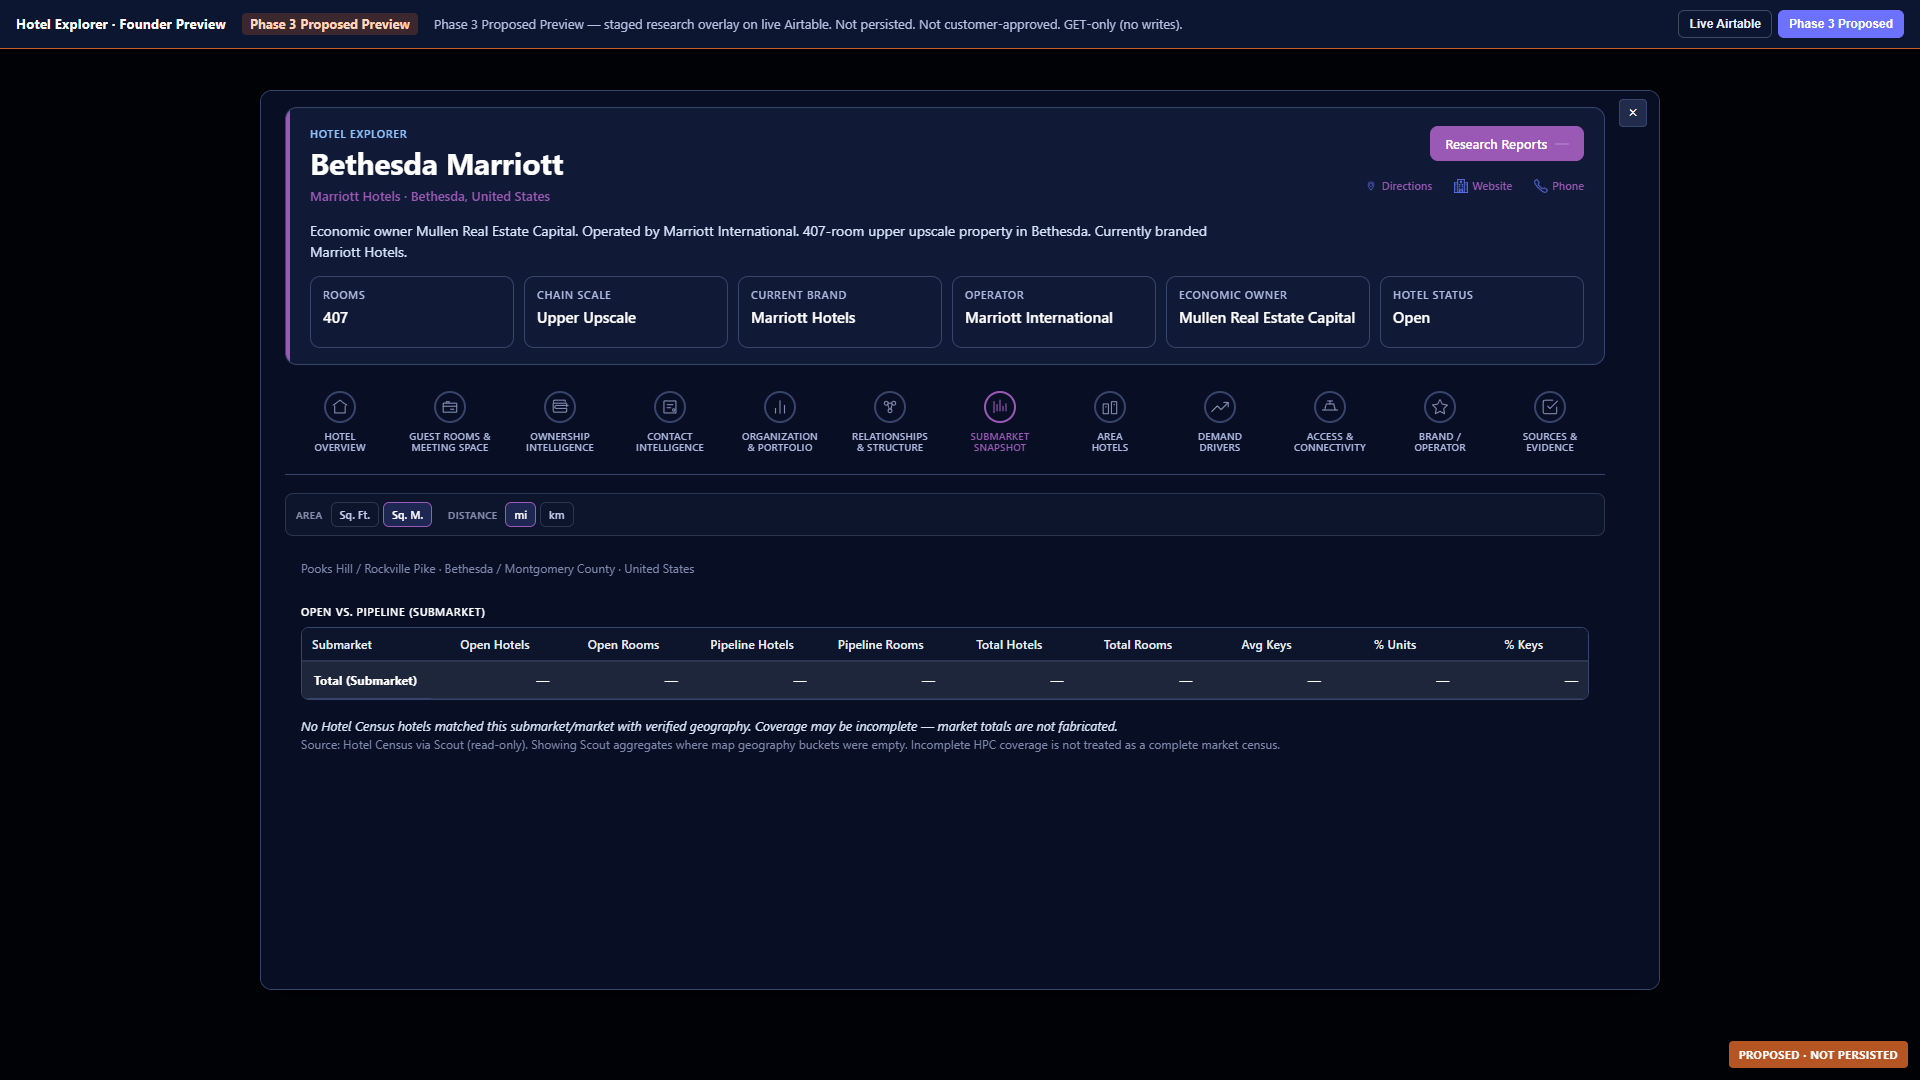 Hotel Explorer · Founder Preview
Phase 3 Proposed Preview
Phase 3 Proposed Preview — staged research overlay on live Airtable. Not persisted. Not customer-approved. GET-only (no writes).
Live Airtable
Phase 3 Proposed
×
HOTEL EXPLORER
Bethesda Marriott
Marriott Hotels · Bethesda, United States
Research Reports —
Directions
Website
Phone
Economic owner Mullen Real Estate Capital. Operated by Marriott International. 407-room upper upscale property in Bethesda. Currently branded
Marriott Hotels.
ROOMS
407
CHAIN SCALE
Upper Upscale
CURRENT BRAND
Marriott Hotels
OPERATOR
Marriott International
ECONOMIC OWNER
Mullen Real Estate Capital
HOTEL STATUS
Open
HOTEL
OVERVIEW
GUEST ROOMS &
MEETING SPACE
OWNERSHIP
INTELLIGENCE
CONTACT
INTELLIGENCE
ORGANIZATION
& PORTFOLIO
RELATIONSHIPS
& STRUCTURE
SUBMARKET
SNAPSHOT
AREA
HOTELS
DEMAND
DRIVERS
ACCESS &
CONNECTIVITY
BRAND /
OPERATOR
SOURCES &
EVIDENCE
AREA Sq. Ft. Sq. M. DISTANCE mi km
Pooks Hill / Rockville Pike · Bethesda / Montgomery County · United States
OPEN VS. PIPELINE (SUBMARKET)
Submarket Open Hotels Open Rooms Pipeline Hotels Pipeline Rooms Total Hotels Total Rooms Avg Keys % Units % Keys
Total (Submarket) — — — — — — — — —
No Hotel Census hotels matched this submarket/market with verified geography. Coverage may be incomplete — market totals are not fabricated.
Source: Hotel Census via Scout (read-only). Showing Scout aggregates where map geography buckets were empty. Incomplete HPC coverage is not treated as a complete market census.
PROPOSED · NOT PERSISTED